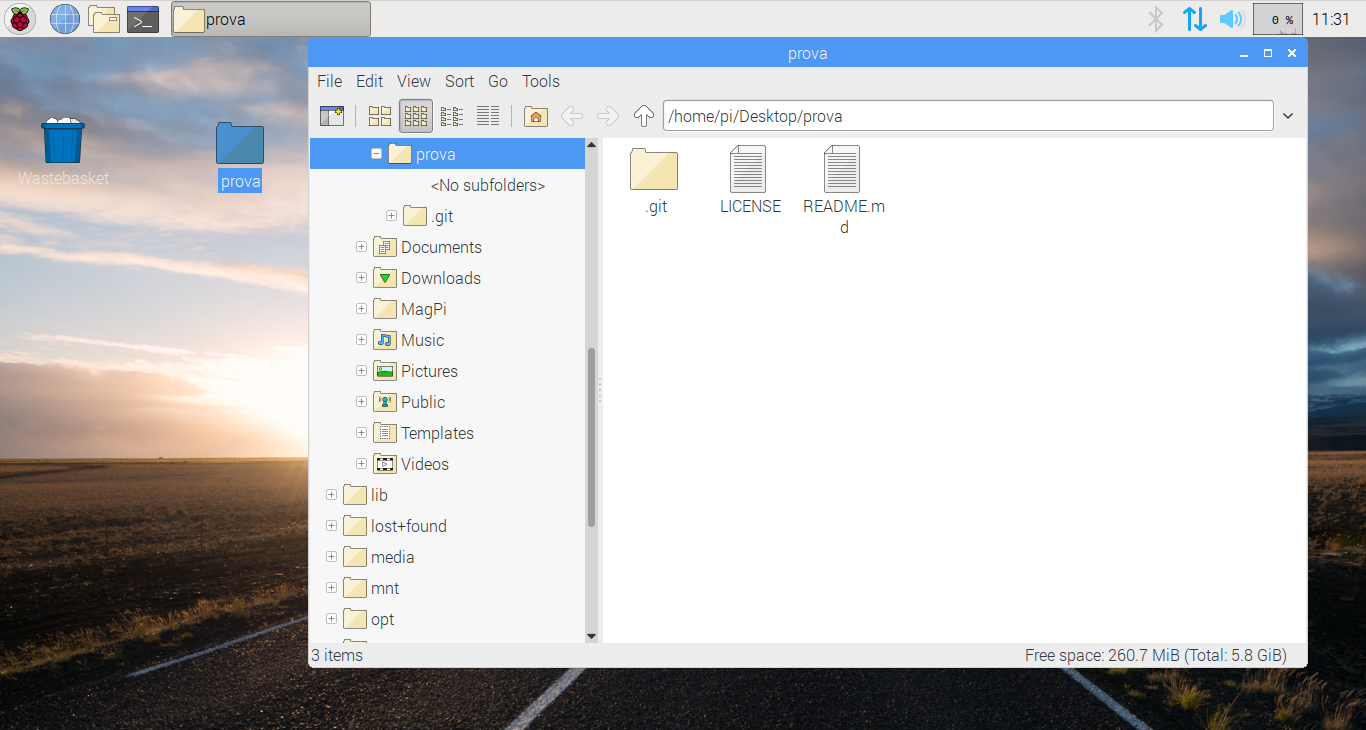 prova
0 %
11:31
Wastebasket
prova
prova
File Edit View Sort Go Tools
/home/pi/Desktop/prova
prova
<No subfolders>
.git
Documents
Downloads
MagPi
Music
Pictures
Public
Templates
Videos
lib
lost+found
media
mnt
opt
.git
LICENSE
README.m
d
3 items
Free space: 260.7 MiB (Total: 5.8 GiB)